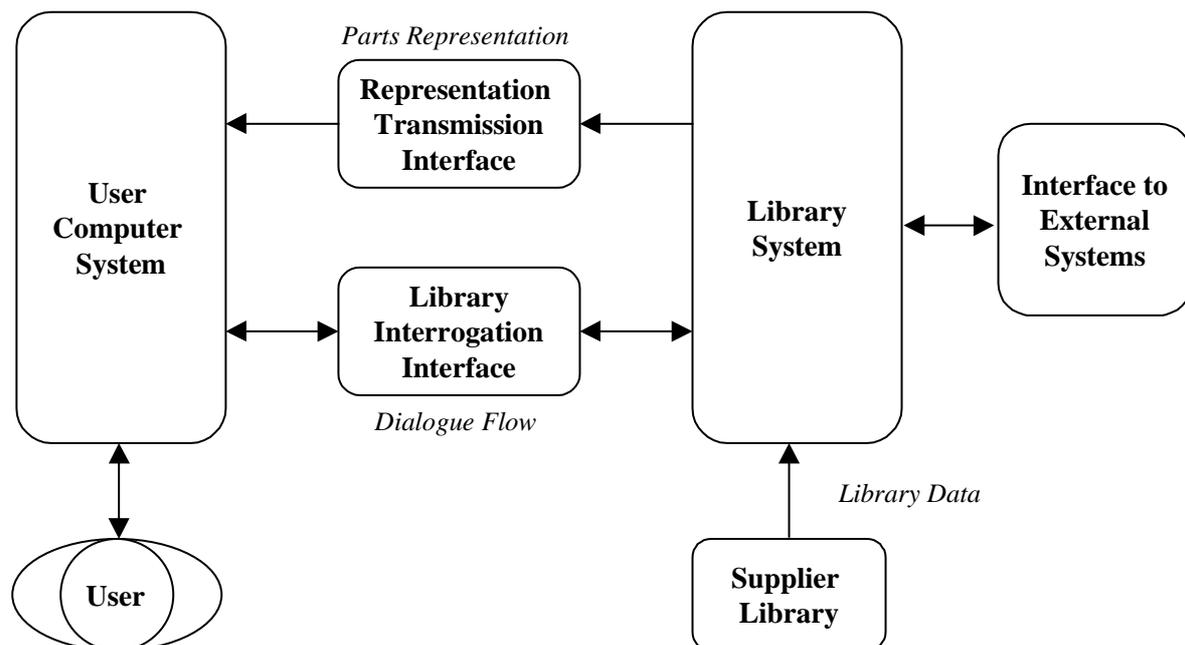 Parts Representation
Representation
Transmission
Interface
User
Computer
System
Library
System
Interface to
External
Systems
Library
Interrogation
Interface
Dialogue Flow
Library Data
User
Supplier
Library